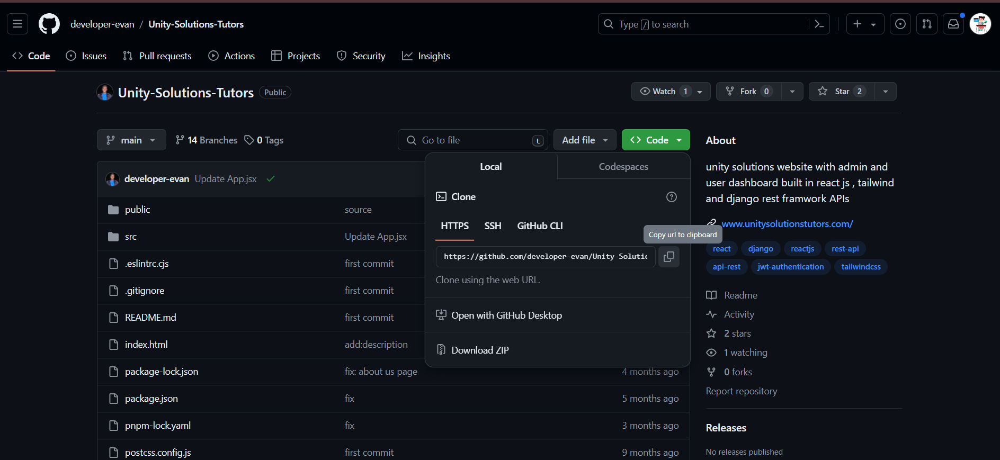 developer-evan / Unity-Solutions-Tutors
Type / to search
Code Issues Pull requests Actions Projects Security Insights
Unity-Solutions-Tutors Public
Watch 1 Fork 0 Star 2
main 14 Branches 0 Tags
Go to file t Add file Code
developer-evan Update App.jsx
public source
src Update App.jsx
.eslintrc.cjs first commit
.gitignore first commit
README.md first commit
index.html add:description
package-lock.json fix: about us page 4 months ago
package.json fix 5 months ago
pnpm-lock.yaml fix 3 months ago
postcss.config.js first commit 9 months ago
Local Codespaces
Clone
HTTPS SSH GitHub CLI
Copy url to clipboard
https://github.com/developer-evan/Unity-Solutic
Clone using the web URL.
Open with GitHub Desktop
Download ZIP
About
unity solutions website with admin and
user dashboard built in react js , tailwind
and django rest framwork APIs
www.unitysolutionstutors.com/
react django reactjs rest-api
api-rest jwt-authentication tailwindcss
Readme
Activity
2 stars
1 watching
0 forks
Report repository
Releases
No releases published